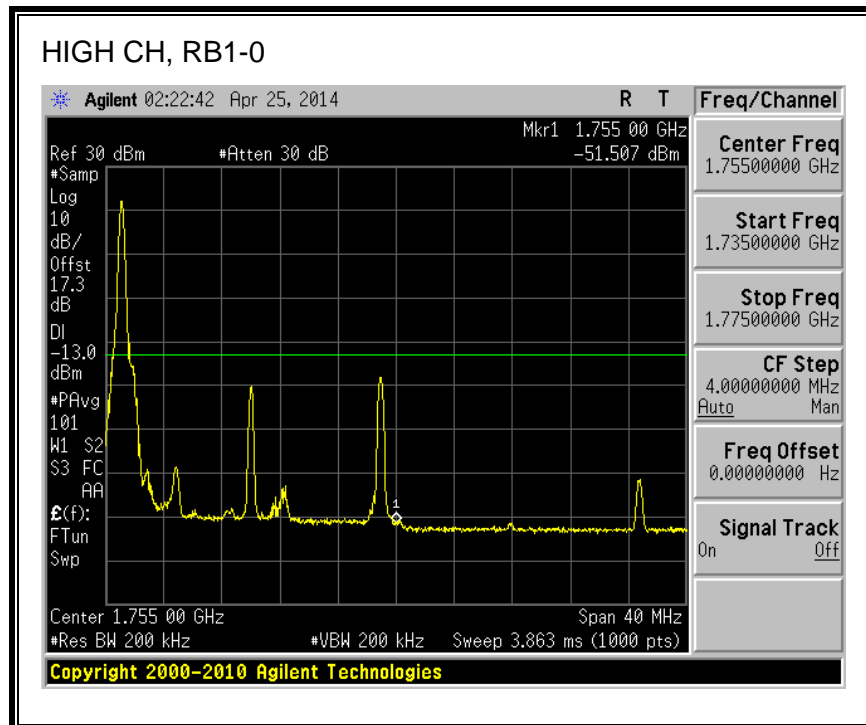 HIGH CH, RB1-0
Agilent 02:22:42 Apr 25, 2014 R T
Mkr1 1.755 00 GHz
Ref 30 dBm #Atten 30 dB -51.507 dBm
#Samp
Log
10
dB/
Offst
17.3
dB
DI
-13.0
dBm
#PAvg
101
W1 S2
S3 FC
AA
£(f):
FTun
Swp
1
Center 1.755 00 GHz Span 40 MHz
#Res BW 200 kHz #VBW 200 kHz Sweep 3.863 ms (1000 pts)
Copyright 2000-2010 Agilent Technologies
Freq/Channel
Center Freq
1.75500000 GHz
Start Freq
1.73500000 GHz
Stop Freq
1.77500000 GHz
CF Step
4.00000000 MHz
Auto Man
Freq Offset
0.00000000 Hz
Signal Track
On Off